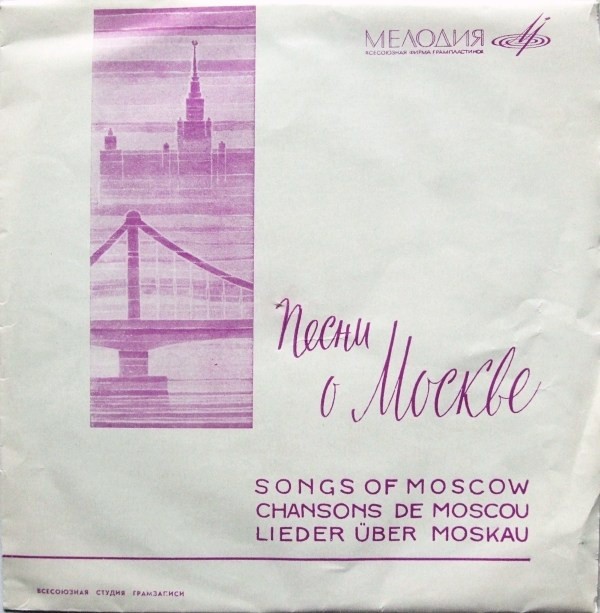 МЕЛОДИЯ
ВСЕСОЮЗНАЯ ФИРМА ГРАМПЛАСТИНОК
Песни
о Москве
SONGS OF MOSCOW
CHANSONS DE MOSCOU
LIEDER ÜBER MOSKAU
ВСЕСОЮЗНАЯ СТУДИЯ ГРАМЗАПИСИ